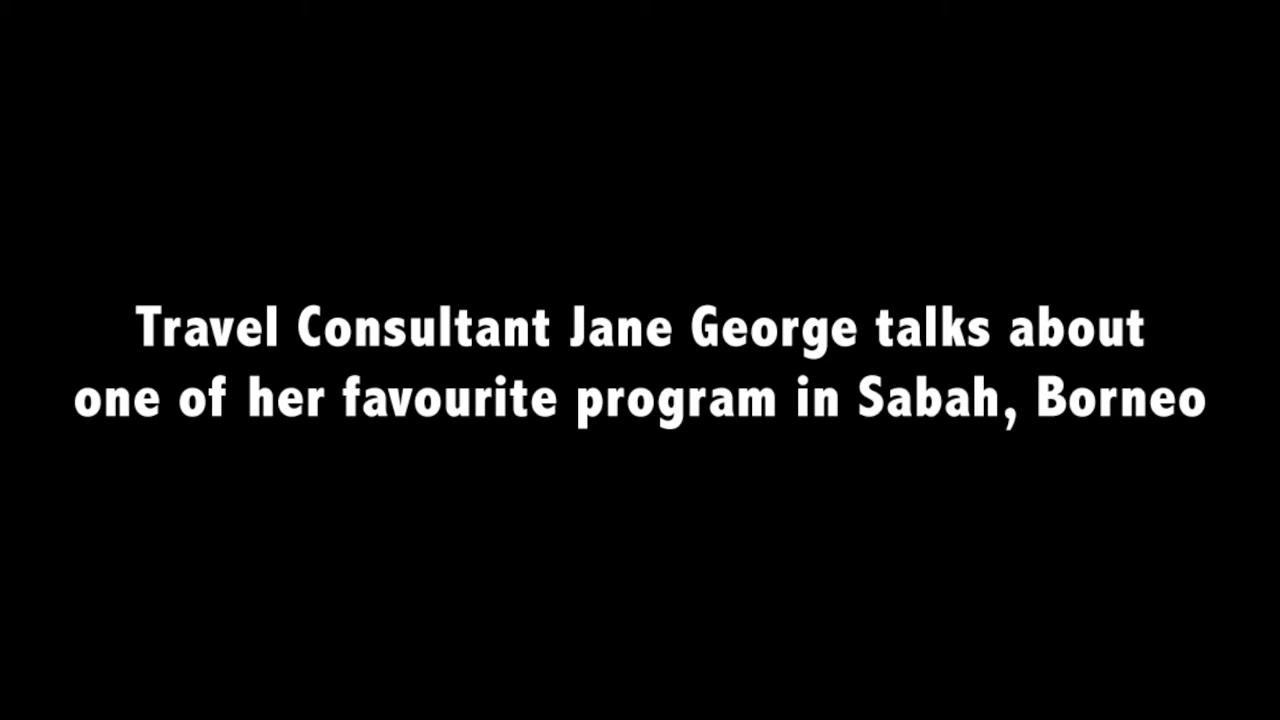 Travel Consultant Jane George talks about
one of her favourite program in Sabah, Borneo